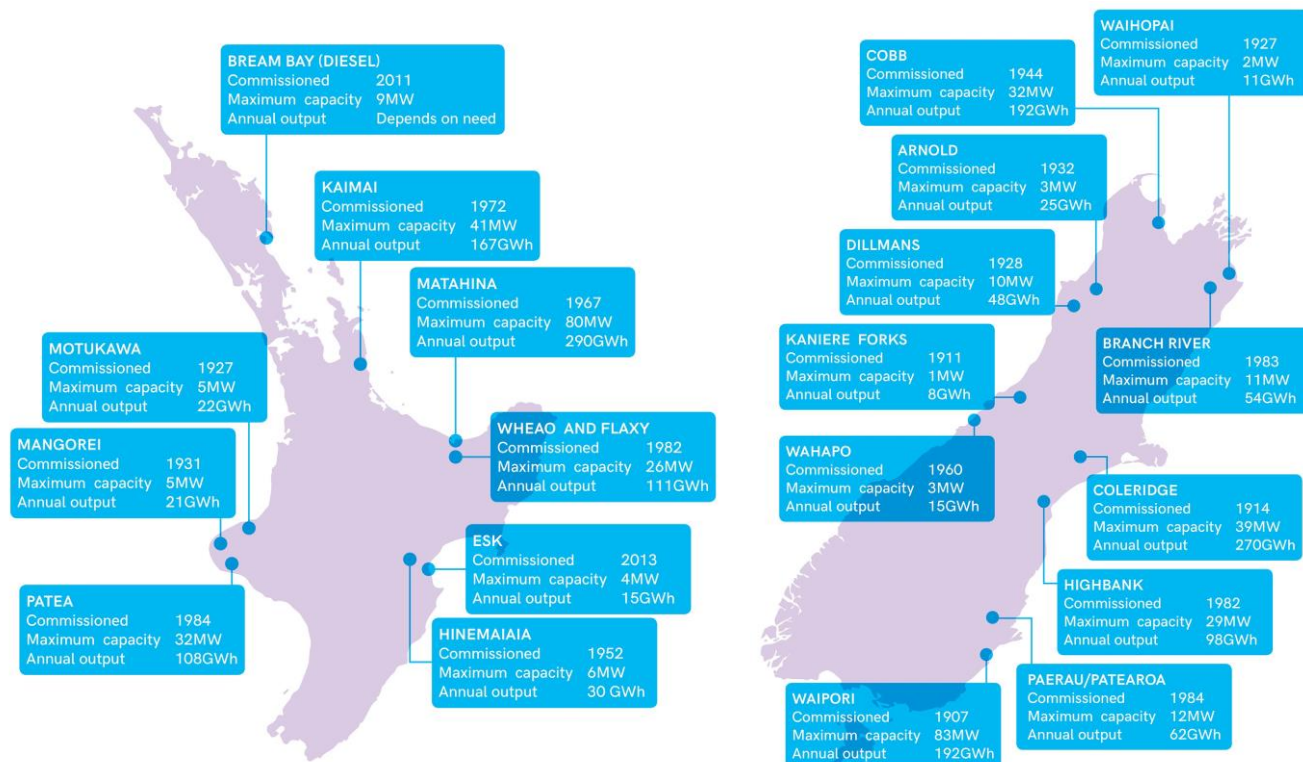 BREAM BAY (DIESEL)
Commissioned 2011
Maximum capacity 9MW
Annual output Depends on need
KAIMAI
Commissioned 1972
Maximum capacity 41MW
Annual output 167GWh
MATAHINA
Commissioned 1967
Maximum capacity 80MW
Annual output 290GWh
MOTUKAWA
Commissioned 1927
Maximum capacity 5MW
Annual output 22GWh
WHEAO AND FLAXY
Commissioned 1982
Maximum capacity 26MW
Annual output 111GWh
MANGOREI
Commissioned 1931
Maximum capacity 5MW
Annual output 21GWh
ESK
Commissioned 2013
Maximum capacity 4MW
Annual output 15GWh
PATEA
Commissioned 1984
Maximum capacity 32MW
Annual output 108GWh
HINEMAIAIA
Commissioned 1952
Maximum capacity 6MW
Annual output 30 GWh
WAIHOPAI
Commissioned 1927
Maximum capacity 2MW
Annual output 11GWh
COBB
Commissioned 1944
Maximum capacity 32MW
Annual output 192GWh
ARNOLD
Commissioned 1932
Maximum capacity 3MW
Annual output 25GWh
DILLMANS
Commissioned 1928
Maximum capacity 10MW
Annual output 48GWh
KANIERE FORKS
Commissioned 1911
Maximum capacity 1MW
Annual output 8GWh
BRANCH RIVER
Commissioned 1983
Maximum capacity 11MW
Annual output 54GWh
WAHAPO
Commissioned 1960
Maximum capacity 3MW
Annual output 15GWh
COLERIDGE
Commissioned 1914
Maximum capacity 39MW
Annual output 270GWh
HIGHBANK
Commissioned 1982
Maximum capacity 29MW
Annual output 98GWh
PAERAU/PATEAROA
Commissioned 1984
Maximum capacity 12MW
Annual output 62GWh
WAIPORI
Commissioned 1907
Maximum capacity 83MW
Annual output 192GWh